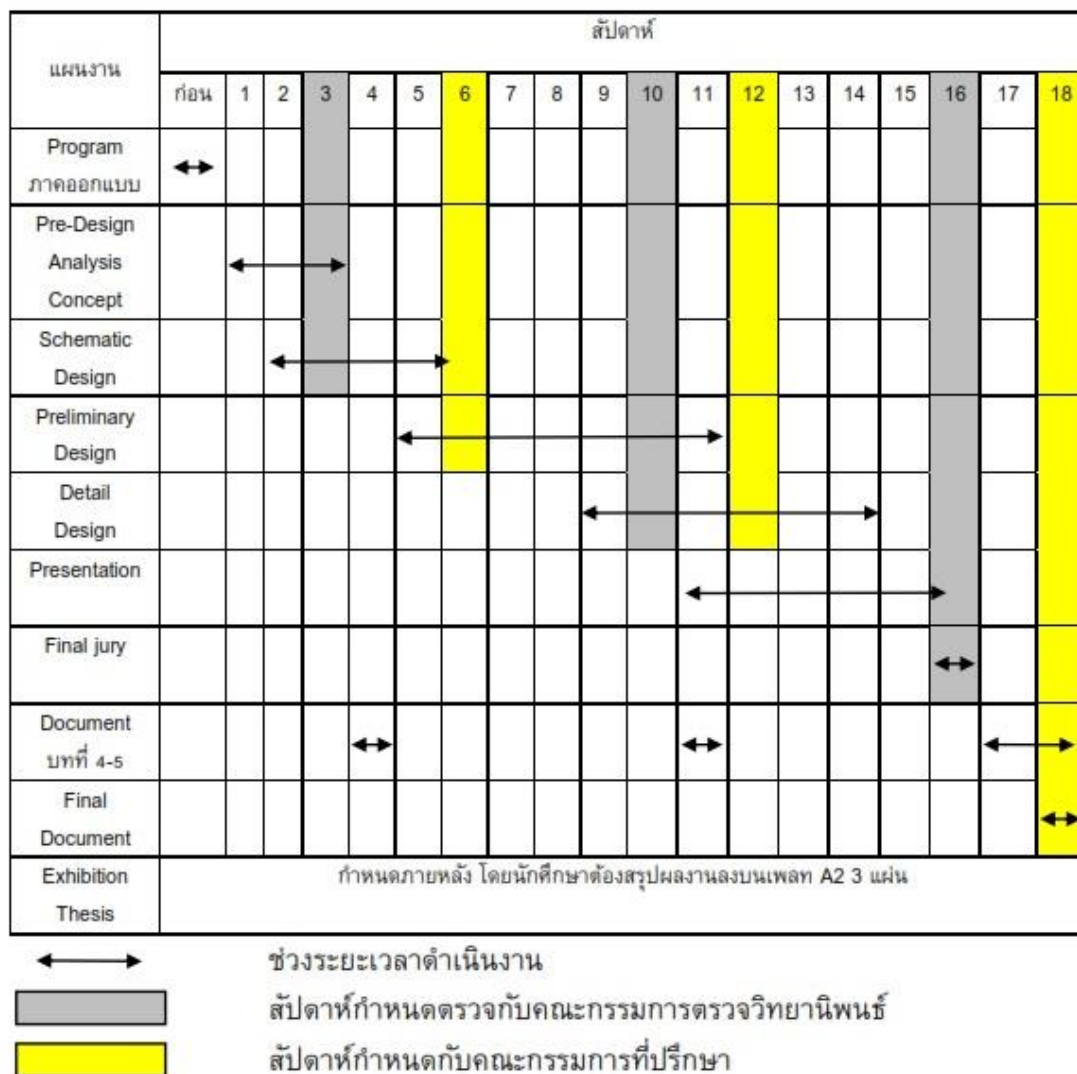 สัปดาห์
แผนงาน
ก่อน 1 2 3 4 5 6 7 8 9 10 11 12 13 14 15 16 17 18
Program
ภาคออกแบบ
Pre-Design
Analysis
Concept
Schematic
Design
Preliminary
Design
Detail
Design
Presentation
Final jury
Document
บทที่ 4-5
Final
Document
Exhibition
Thesis
กำหนดภายหลัง โดยนักศึกษาต้องสรุปผลงานลงบนเพลท A2 3 แผ่น
ช่วงระยะเวลาดำเนินงาน
สัปดาห์กำหนดตรวจกับคณะกรรมการตรวจวิทยานิพนธ์
สัปดาห์กำหนดกับคณะกรรมการที่ปรึกษา